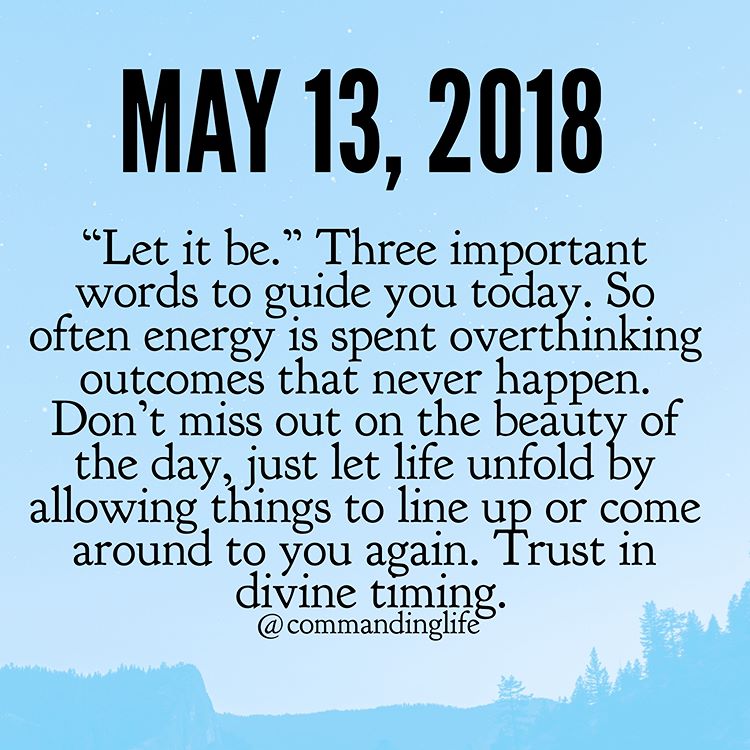 MAY 13, 2018
“Let it be.” Three important
words to guide you today. So
often energy is spent overthinking
outcomes that never happen.
Don’t miss out on the beauty of
the day, just let life unfold by
allowing things to line up or come
around to you again. Trust in
divine timing.
@commandinglife